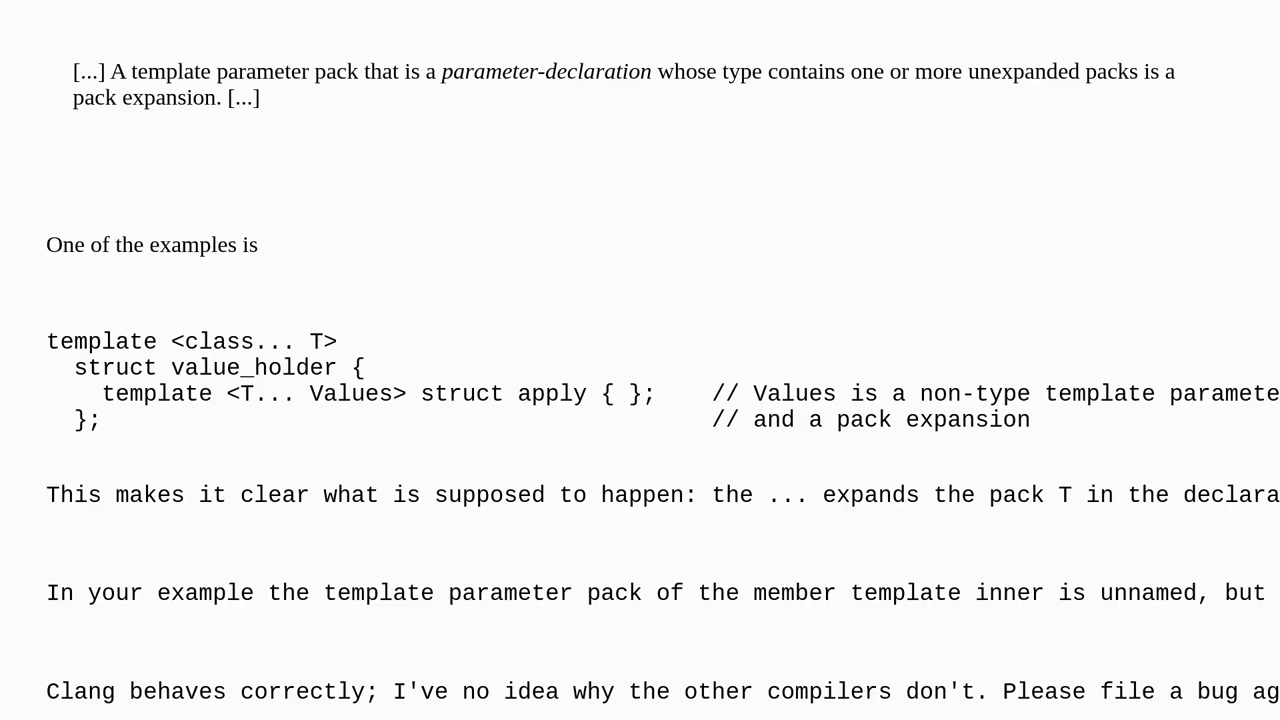 [...] A template parameter pack that is a parameter-declaration whose type contains one or more unexpanded packs is a
pack expansion. [...]
One of the examples is
template <class... T>
  struct value_holder {
    template <T... Values> struct apply { };    // Values is a non-type template paramete
  };                                            // and a pack expansion
This makes it clear what is supposed to happen: the ... expands the pack T in the declara
In your example the template parameter pack of the member template inner is unnamed, but
Clang behaves correctly; I've no idea why the other compilers don't. Please file a bug ag